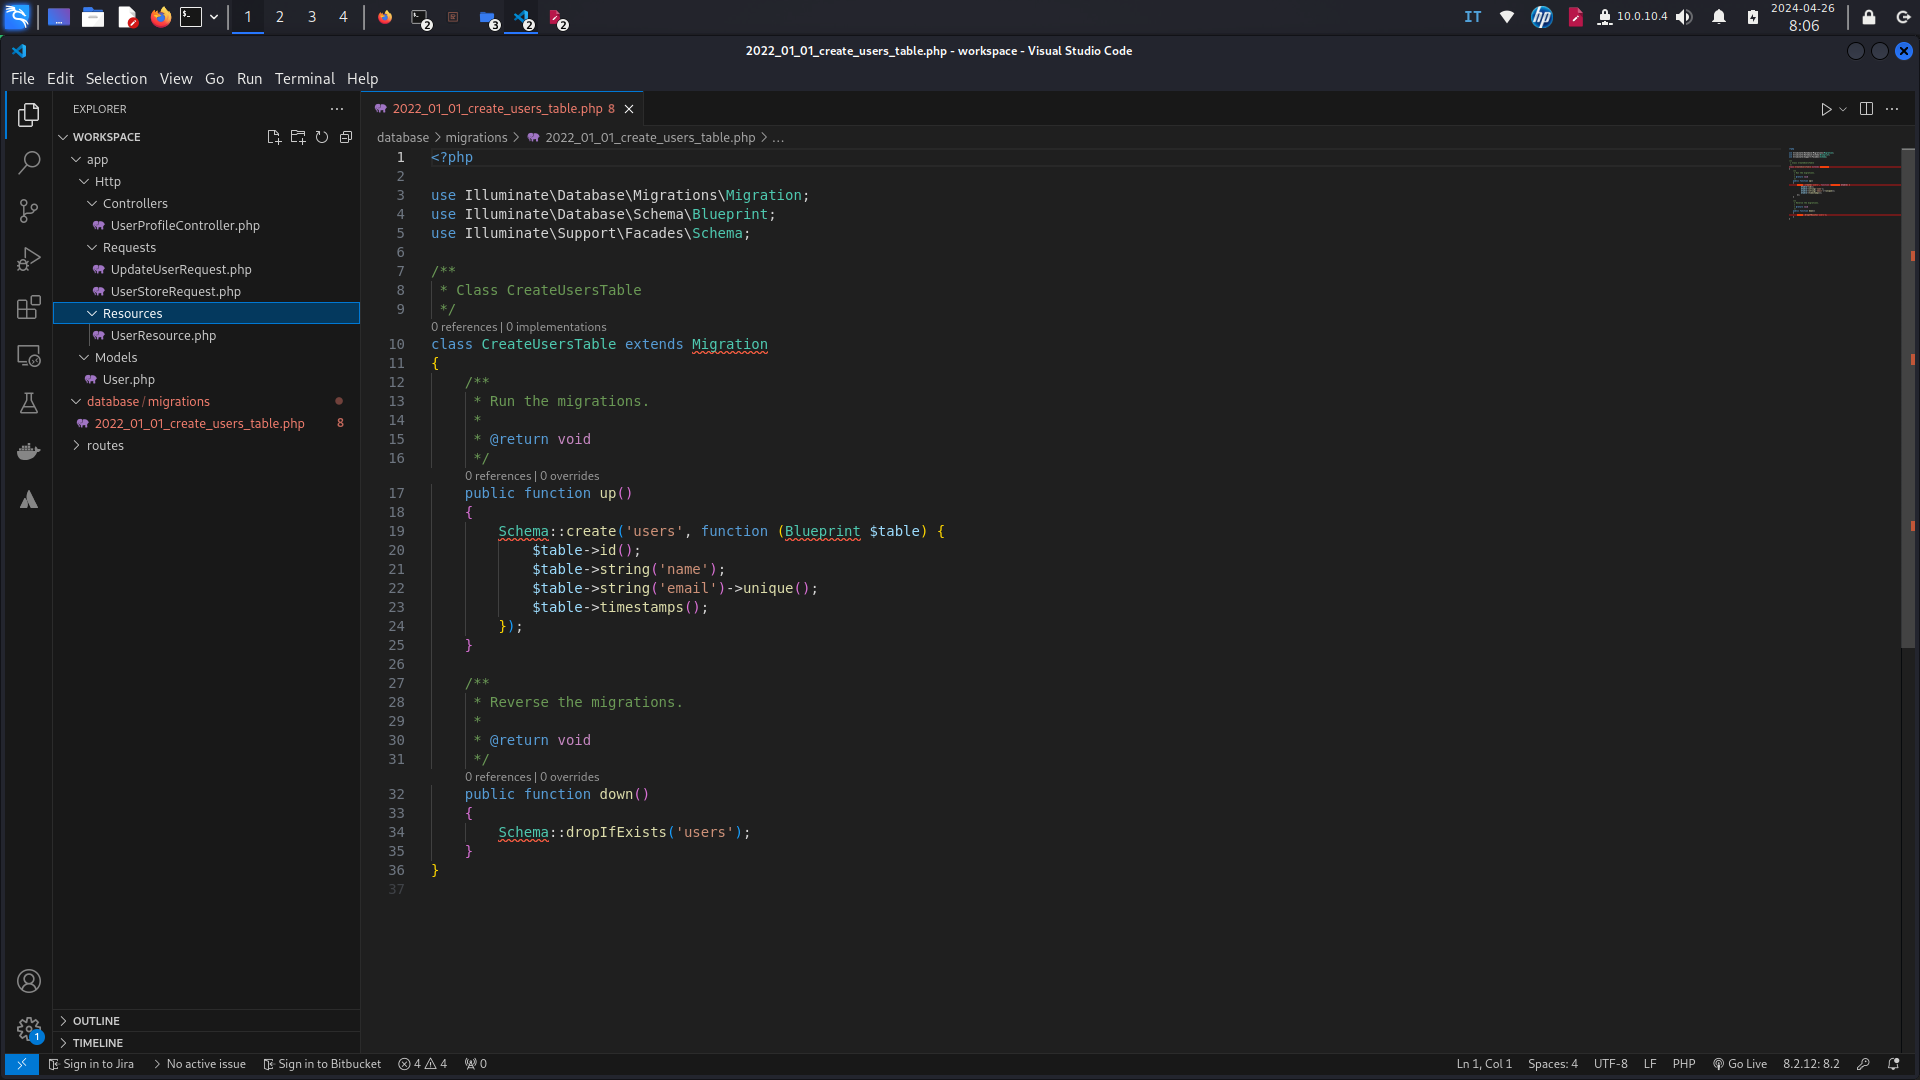 1 2 3 4
2 3 2 2
IT 10.0.10.4 2024-04-26 8:06
2022_01_01_create_users_table.php - workspace - Visual Studio Code
File Edit Selection View Go Run Terminal Help
EXPLORER
WORKSPACE
app
Http
Controllers
UserProfileController.php
Requests
UpdateUserRequest.php
UserStoreRequest.php
Resources
UserResource.php
Models
User.php
database/migrations
2022_01_01_create_users_table.php 8
routes
OUTLINE
TIMELINE
1
2022_01_01_create_users_table.php 8
database > migrations > 2022_01_01_create_users_table.php > ...
1 <?php
2
3 use Illuminate\Database\Migrations\Migration;
4 use Illuminate\Database\Schema\Blueprint;
5 use Illuminate\Support\Facades\Schema;
6
7 /**
8  * Class CreateUsersTable
9  */
0 references | 0 implementations
10 class CreateUsersTable extends Migration
11 {
12     /**
13      * Run the migrations.
14      *
15      * @return void
16      */
0 references | 0 overrides
17     public function up()
18     {
19         Schema::create('users', function (Blueprint $table) {
20             $table->id();
21             $table->string('name');
22             $table->string('email')->unique();
23             $table->timestamps();
24         });
25     }
26
27     /**
28      * Reverse the migrations.
29      *
30      * @return void
31      */
0 references | 0 overrides
32     public function down()
33     {
34         Schema::dropIfExists('users');
35     }
36 }
37
Sign in to Jira > No active issue Sign in to Bitbucket 4 4 0
Ln 1, Col 1 Spaces: 4 UTF-8 LF PHP Go Live 8.2.12: 8.2